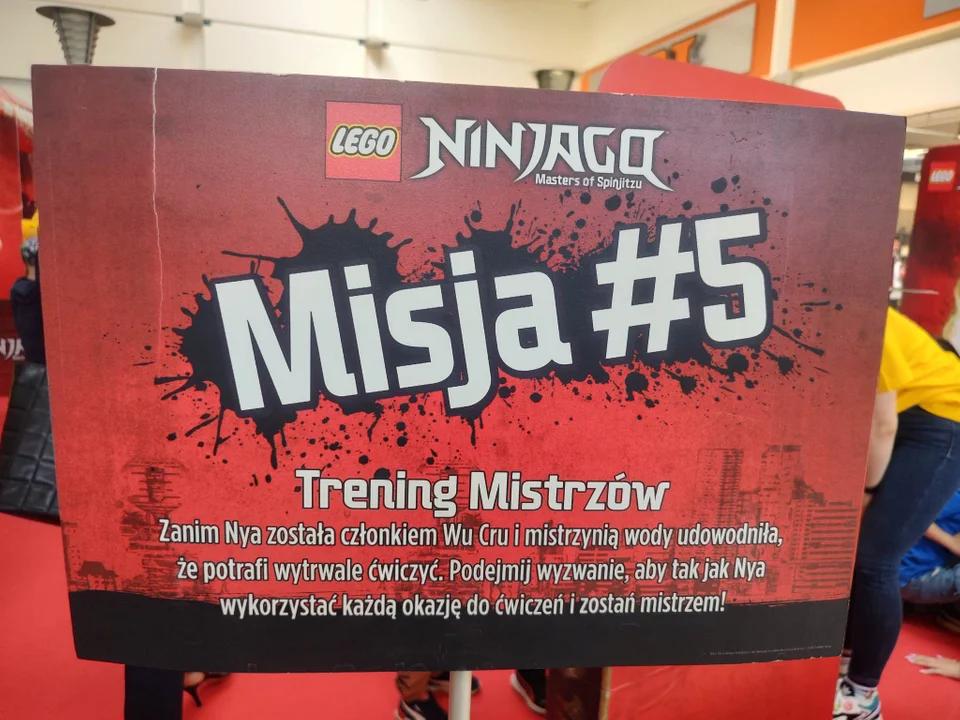 LEGO NINJAGO
Masters of Spinjitzu
Misja #5
Trening Mistrzów
Zanim Nya została członkiem Wu Cru i mistrzynią wody udowodniła,
że potrafi wytrwale ćwiczyć. Podejmij wyzwanie, aby tak jak Nya
wykorzystać każdą okazję do ćwiczeń i zostań mistrzem!
LEGO